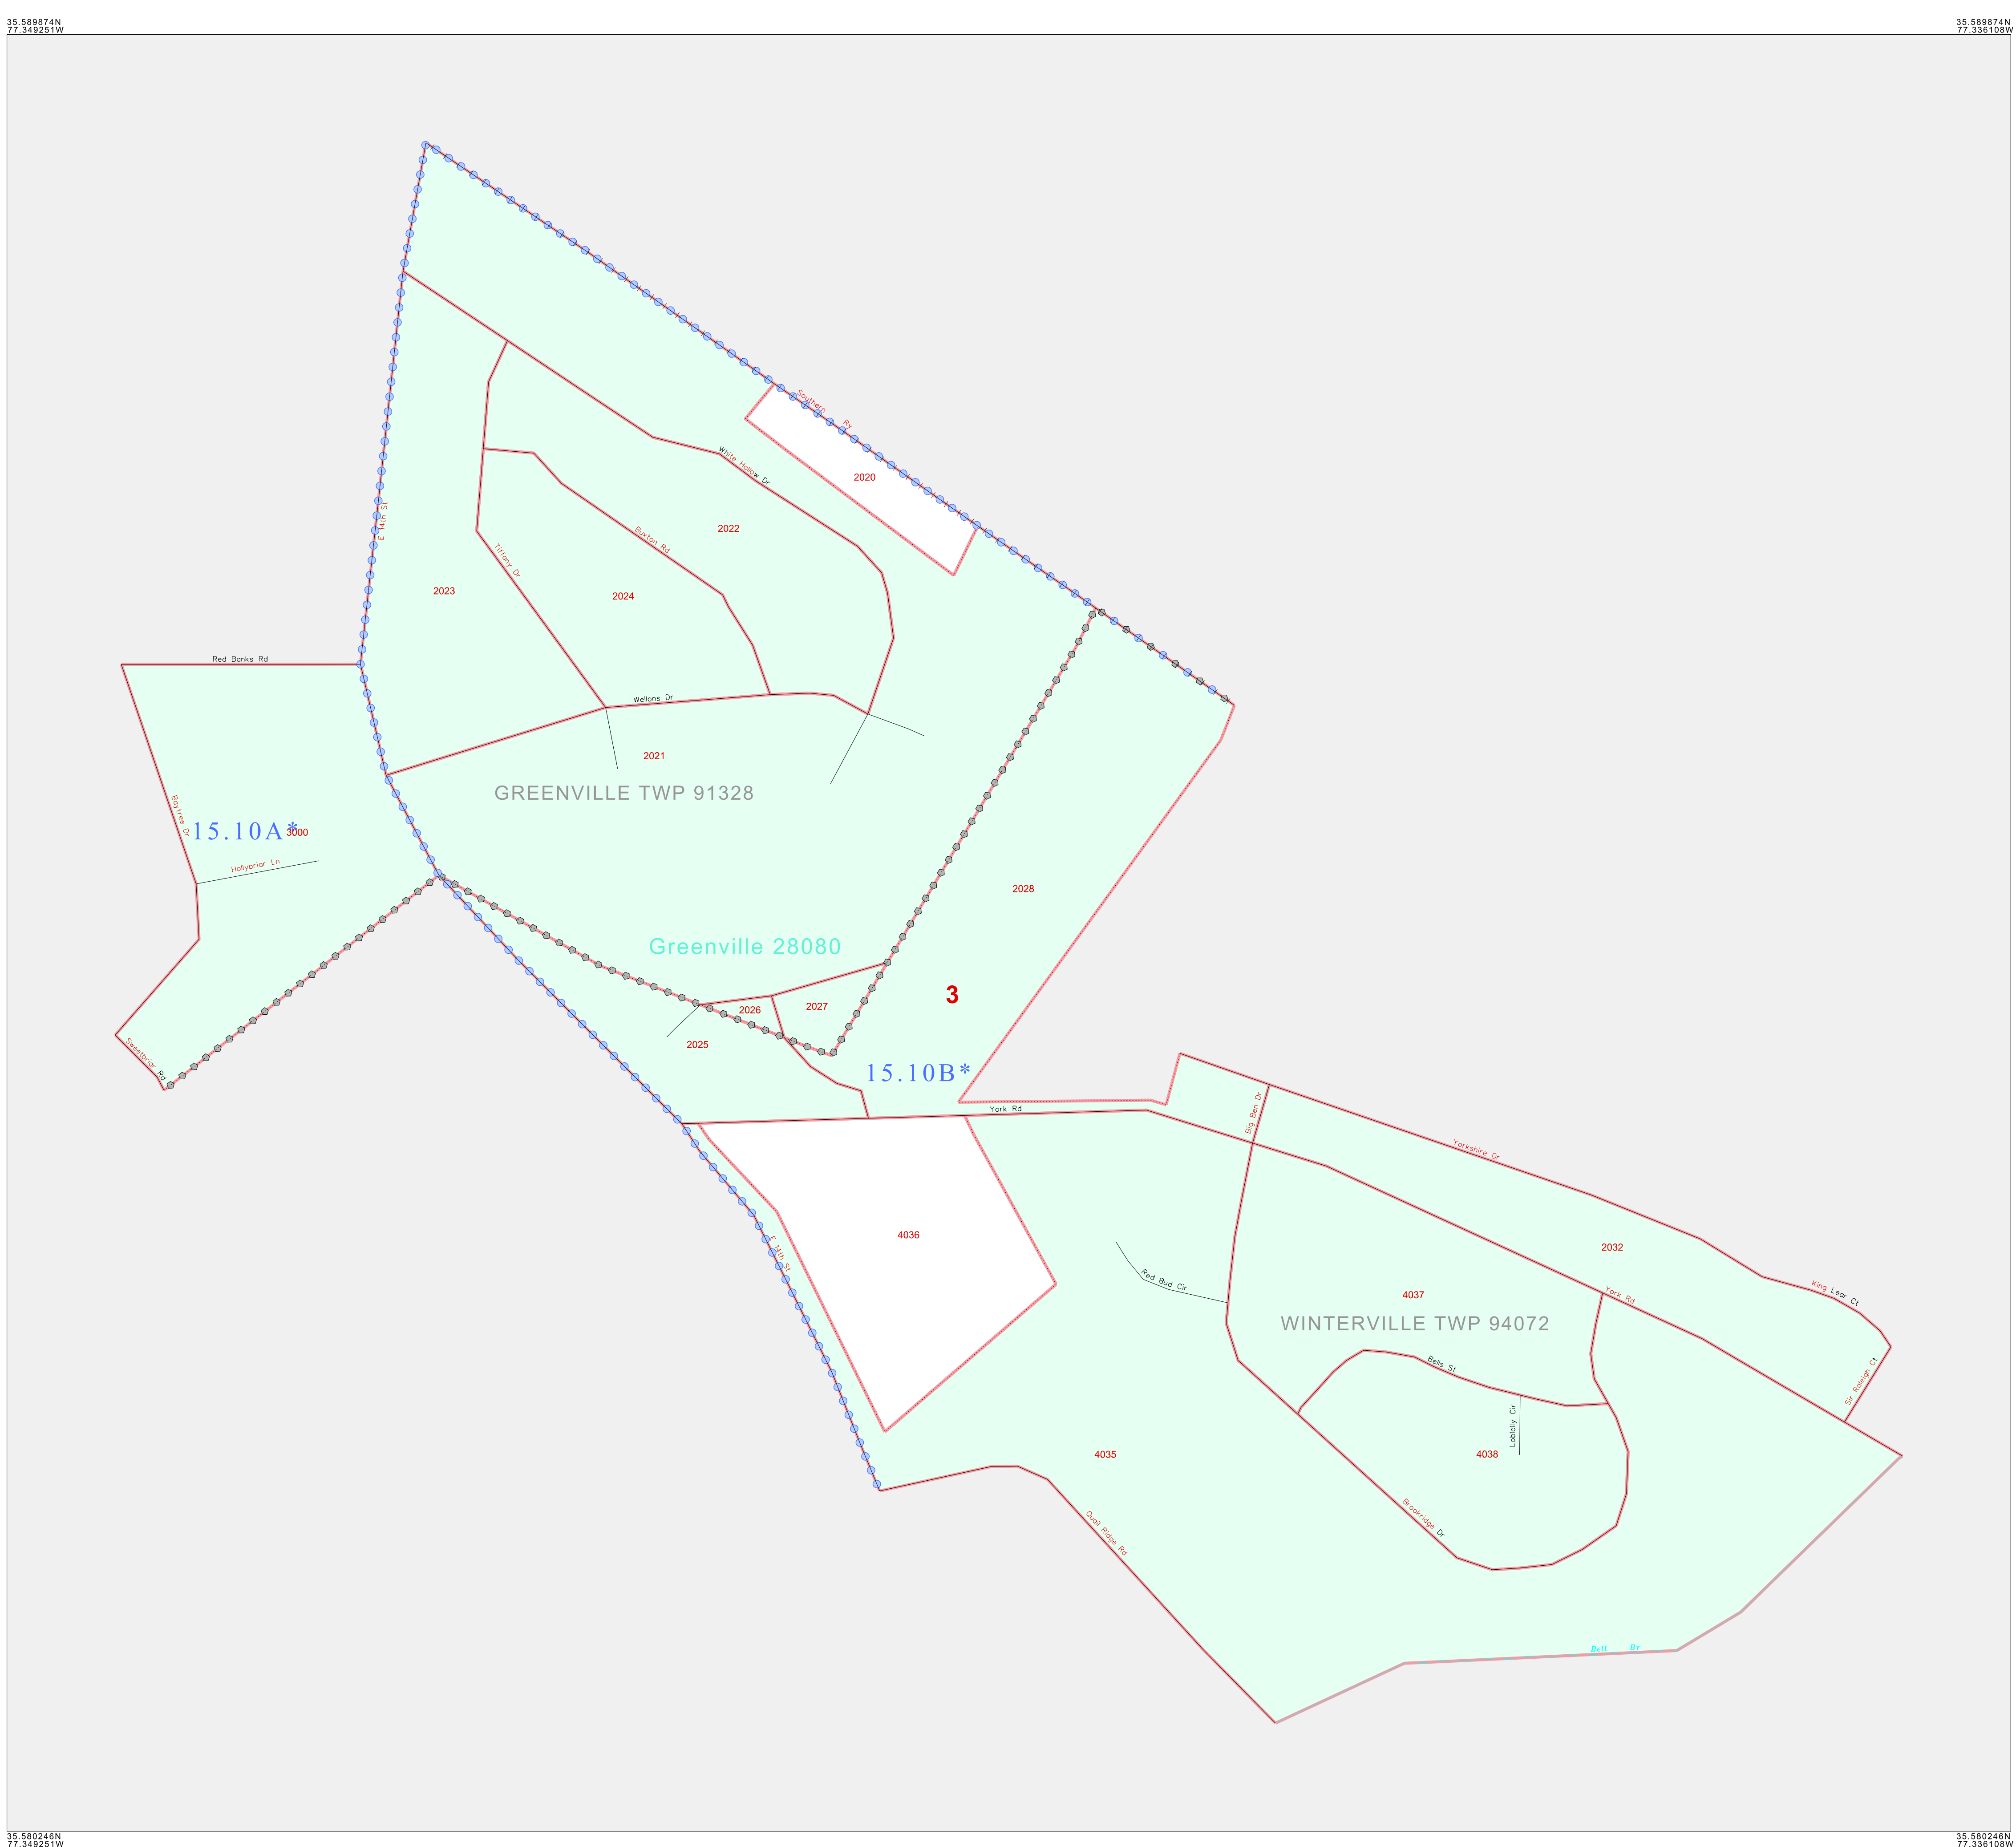 35.589874N
77.349251W
35.589874N
77.336108W
Southern Ry
2020
White Hollow Dr
E 14th St
2022
Buxton Rd
Tiffany Dr
2023
2024
Red Banks Rd
Wellons Dr
2021
GREENVILLE TWP 91328
Baytree Dr
15.10A*
3000
Hollybriar Ln
2028
Greenville 28080
3
2026
2027
2025
Sweetbriar Rd
15.10B*
York Rd
Big Ben Dr
Yorkshire Dr
4036
E 14th St
2032
Red Bud Cir
4037
York Rd
King Lear Ct
WINTERVILLE TWP 94072
Bells St
Sir Raleigh Ct
Loblolly Cir
4035
4038
Quail Ridge Rd
Brookridge Dr
Bell Br
35.580246N
77.349251W
35.580246N
77.336108W